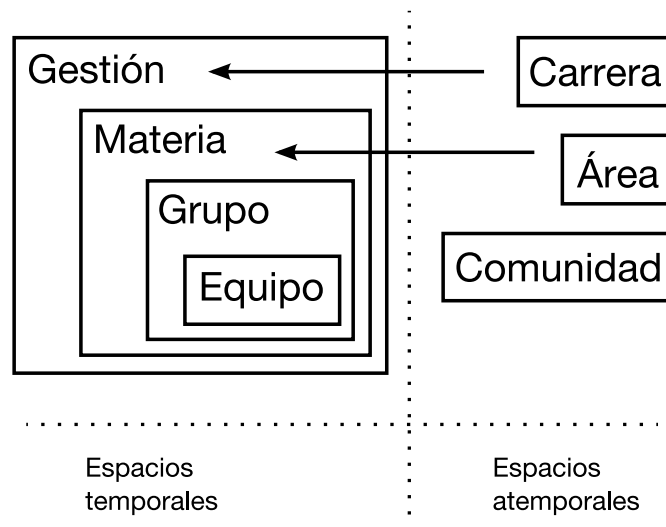 Gestión
Carrera
Materia
Área
Grupo
Comunidad
Equipo
Espacios
temporales
Espacios
atemporales